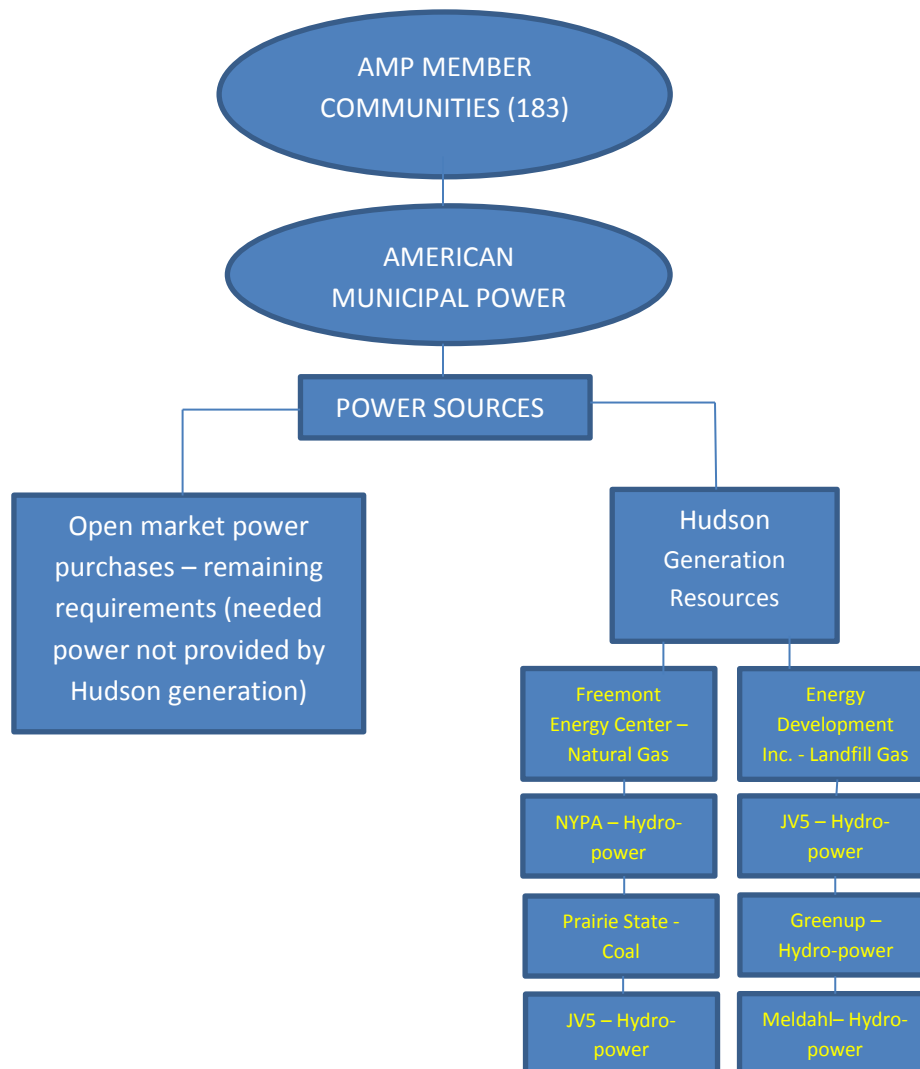 AMP MEMBER
COMMUNITIES (183)
AMERICAN
MUNICIPAL POWER
POWER SOURCES
Open market power
purchases – remaining
requirements (needed
power not provided by
Hudson generation)
Hudson
Generation
Resources
Freemont
Energy Center –
Natural Gas
Energy
Development
Inc. - Landfill Gas
NYPA – Hydro-
power
JV5 – Hydro-
power
Prairie State -
Coal
Greenup –
Hydro-power
JV5 – Hydro-
power
Meldahl– Hydro-
power